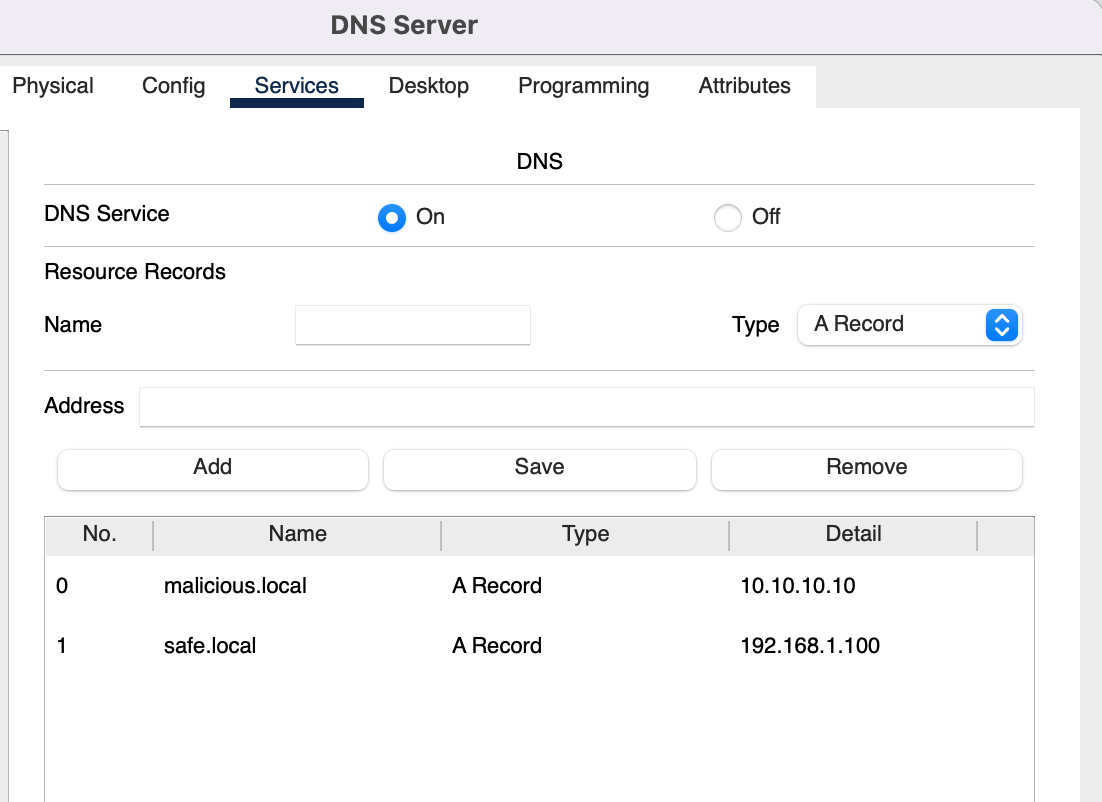 DNS Server
Physical Config Services Desktop Programming Attributes
DNS
DNS Service On Off
Resource Records
Name Type A Record
Address
Add Save Remove
No. Name Type Detail
0 malicious.local A Record 10.10.10.10
1 safe.local A Record 192.168.1.100